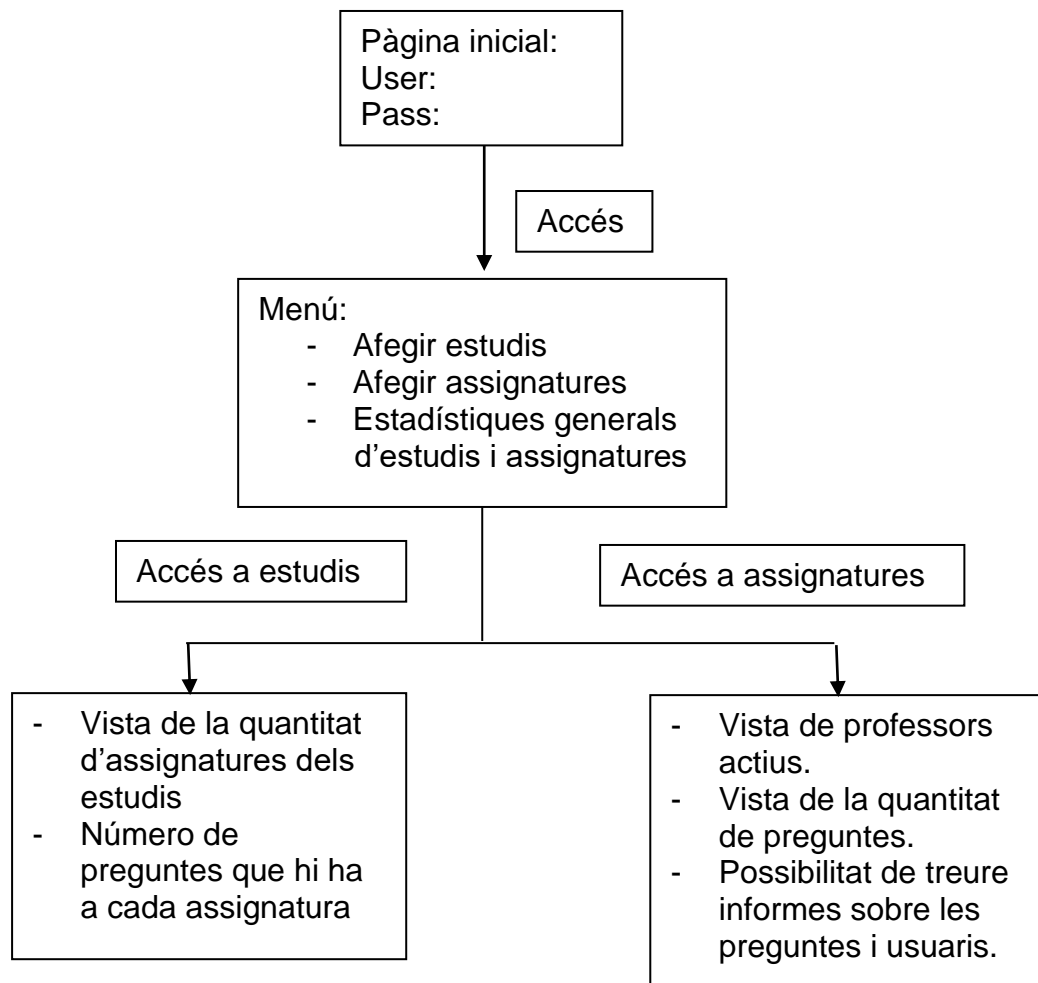 Pàgina inicial:
User:
Pass:
Accés
Menú:
- Afegir estudis
- Afegir assignatures
- Estadístiques generals
d’estudis i assignatures
Accés a estudis
Accés a assignatures
- Vista de la quantitat
d’assignatures dels
estudis
- Número de
preguntes que hi ha
a cada assignatura
- Vista de professors
actius.
- Vista de la quantitat
de preguntes.
- Possibilitat de treure
informes sobre les
preguntes i usuaris.